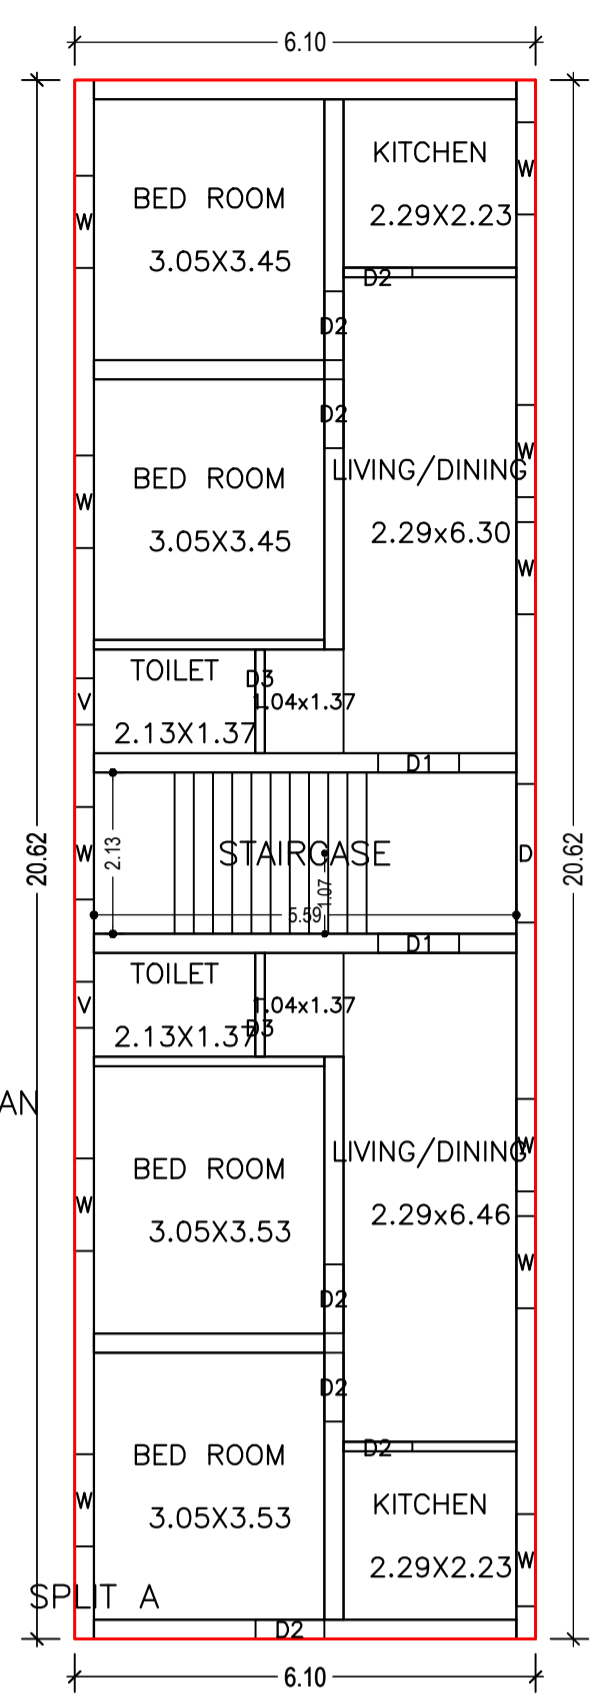 6.10
KITCHEN
W
2.29X2.23
BED ROOM
W
3.05X3.45
D2
D2
D2
W
LIVING/DINING
BED ROOM
W
2.29x6.30
3.05X3.45
W
TOILET
D3
V
1.04x1.37
2.13X1.37
D1
20.62
W
2.13
STAIRCASE
D
20.62
1.07
5.59
D1
TOILET
V
1.04x1.37
2.13X1.37
D3
AN
W
LIVING/DINING
BED ROOM
W
2.29x6.46
3.05X3.53
W
D2
D2
D2
BED ROOM
W
KITCHEN
3.05X3.53
2.29X2.23
W
SPLIT A
D2
6.10